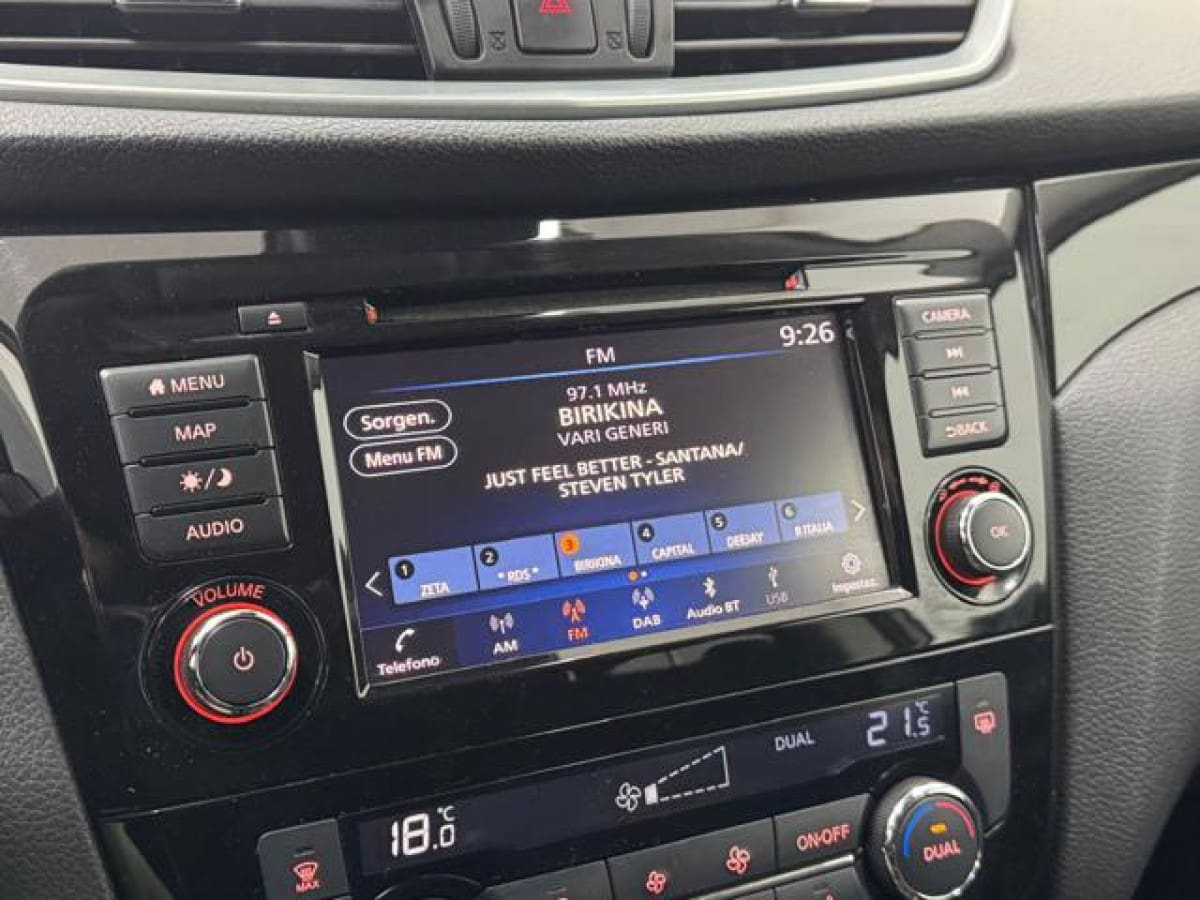 CAMERA
MENU
MAP
AUDIO
VOLUME
9:26
FM
97.1 MHz
BIRIKINA
VARI GENERI
Sorgen.
Menu FM
JUST FEEL BETTER - SANTANA/
STEVEN TYLER
1 ZETA
2 * RDS *
3 BIRIKINA
4 CAPITAL
5 DEEJAY
6 R ITALIA
Telefono
AM
FM
DAB
Audio BT
USB
Impostaz.
BACK
OK
DUAL
21.5 °C
18.0 °C
MAX
ON·OFF
DUAL